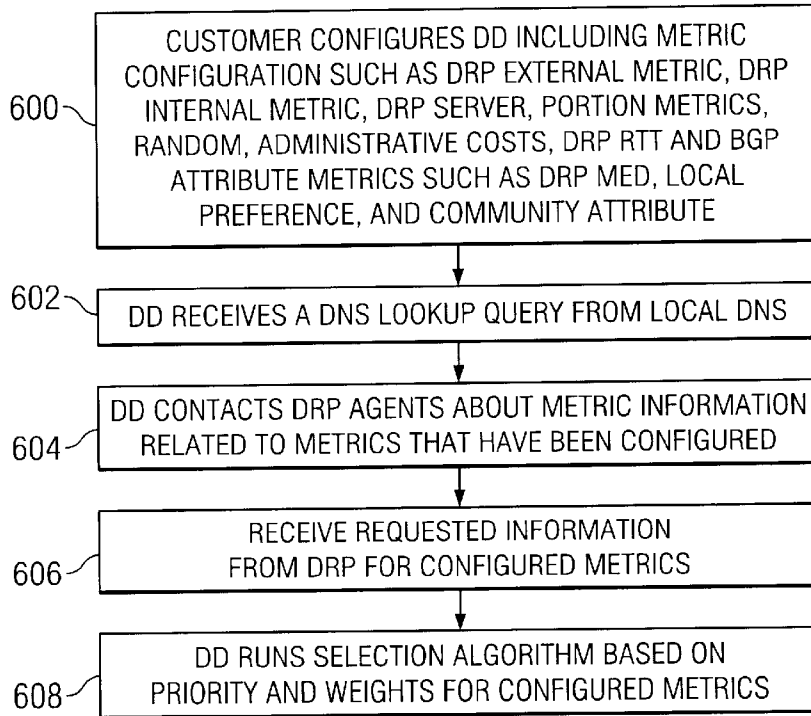 CUSTOMER CONFIGURES DD INCLUDING METRIC
CONFIGURATION SUCH AS DRP EXTERNAL METRIC, DRP
INTERNAL METRIC, DRP SERVER, PORTION METRICS,
RANDOM, ADMINISTRATIVE COSTS, DRP RTT AND BGP
ATTRIBUTE METRICS SUCH AS DRP MED, LOCAL
PREFERENCE, AND COMMUNITY ATTRIBUTE
600
602
DD RECEIVES A DNS LOOKUP QUERY FROM LOCAL DNS
604
DD CONTACTS DRP AGENTS ABOUT METRIC INFORMATION
RELATED TO METRICS THAT HAVE BEEN CONFIGURED
606
RECEIVE REQUESTED INFORMATION
FROM DRP FOR CONFIGURED METRICS
608
DD RUNS SELECTION ALGORITHM BASED ON
PRIORITY AND WEIGHTS FOR CONFIGURED METRICS